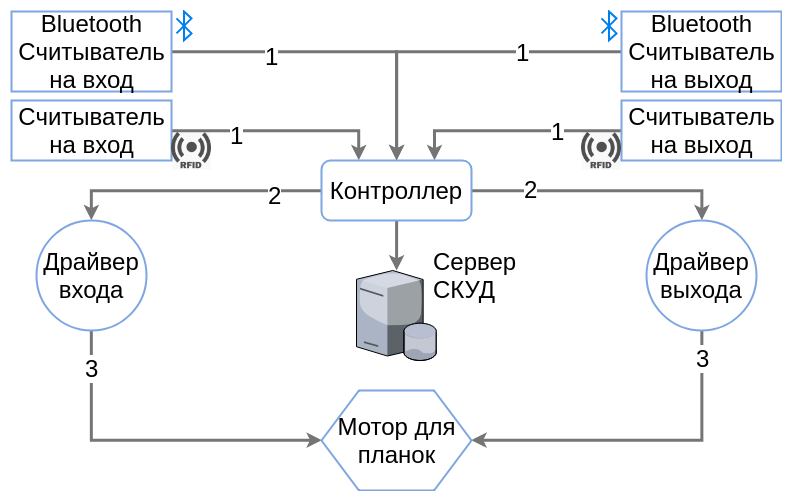 Bluetooth
Считыватель
на вход
1
1
Bluetooth
Считыватель
на выход
Считыватель
на вход
1
RFID
1
RFID
Считыватель
на выход
Контроллер
2
2
Драйвер
входа
Сервер
СКУД
Драйвер
выхода
3
3
Мотор для
планок